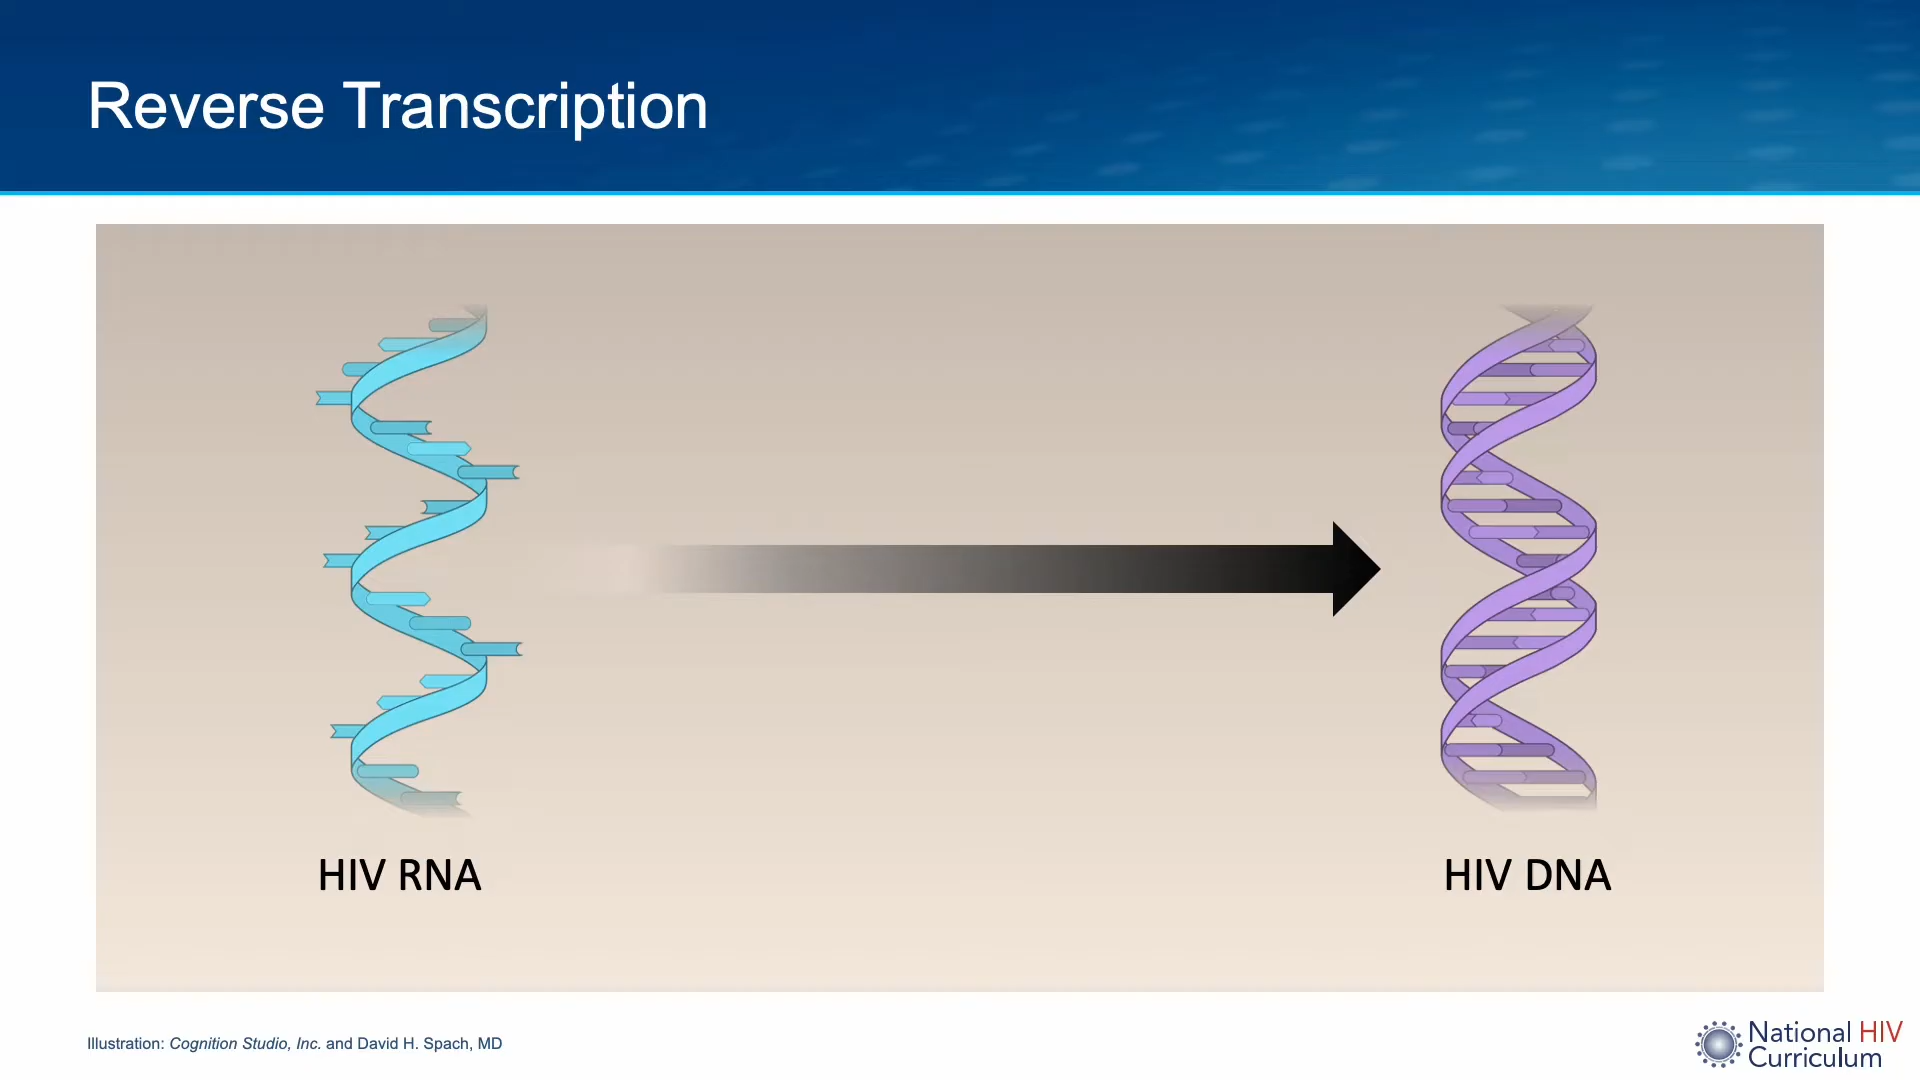 Reverse Transcription
HIV RNA
HIV DNA
Illustration: Cognition Studio, Inc. and David H. Spach, MD
National HIV
Curriculum